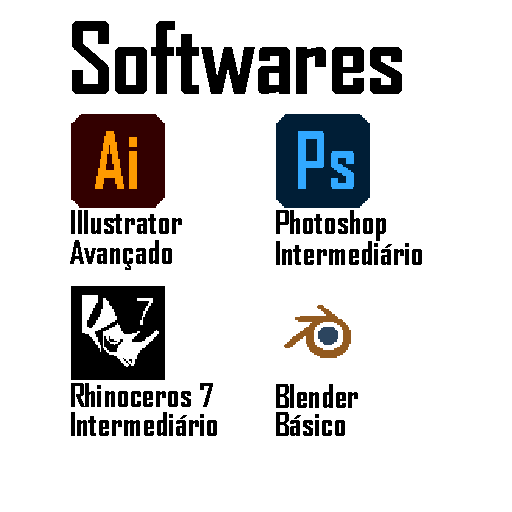 Softwares
Ai
Illustrator
Avançado
Ps
Photoshop
Intermediário
7
Rhinoceros 7
Intermediário
Blender
Básico